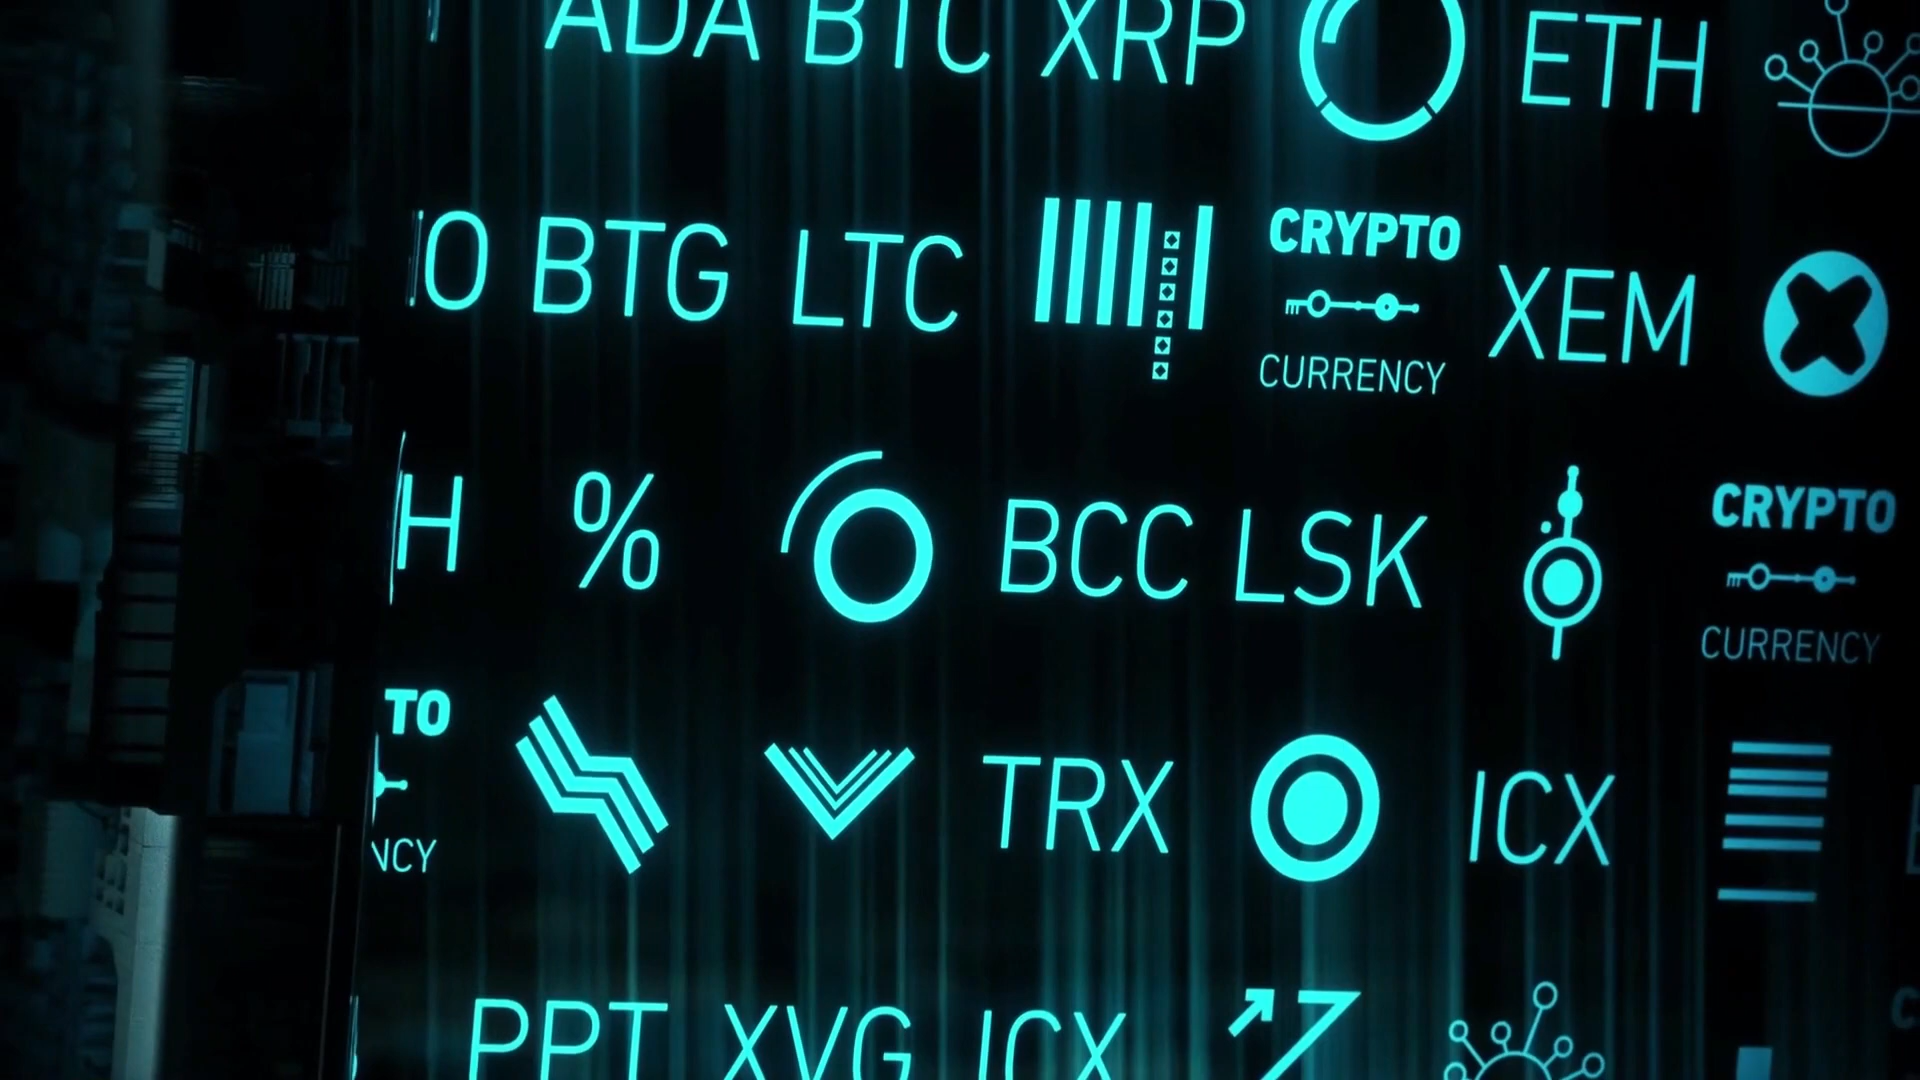 ADA BTC XRP ETH
O BTG LTC CRYPTO XEM
CURRENCY
H % BCC LSK CRYPTO
CURRENCY
TO
TRX ICX
NCY
PPT XVG ICX